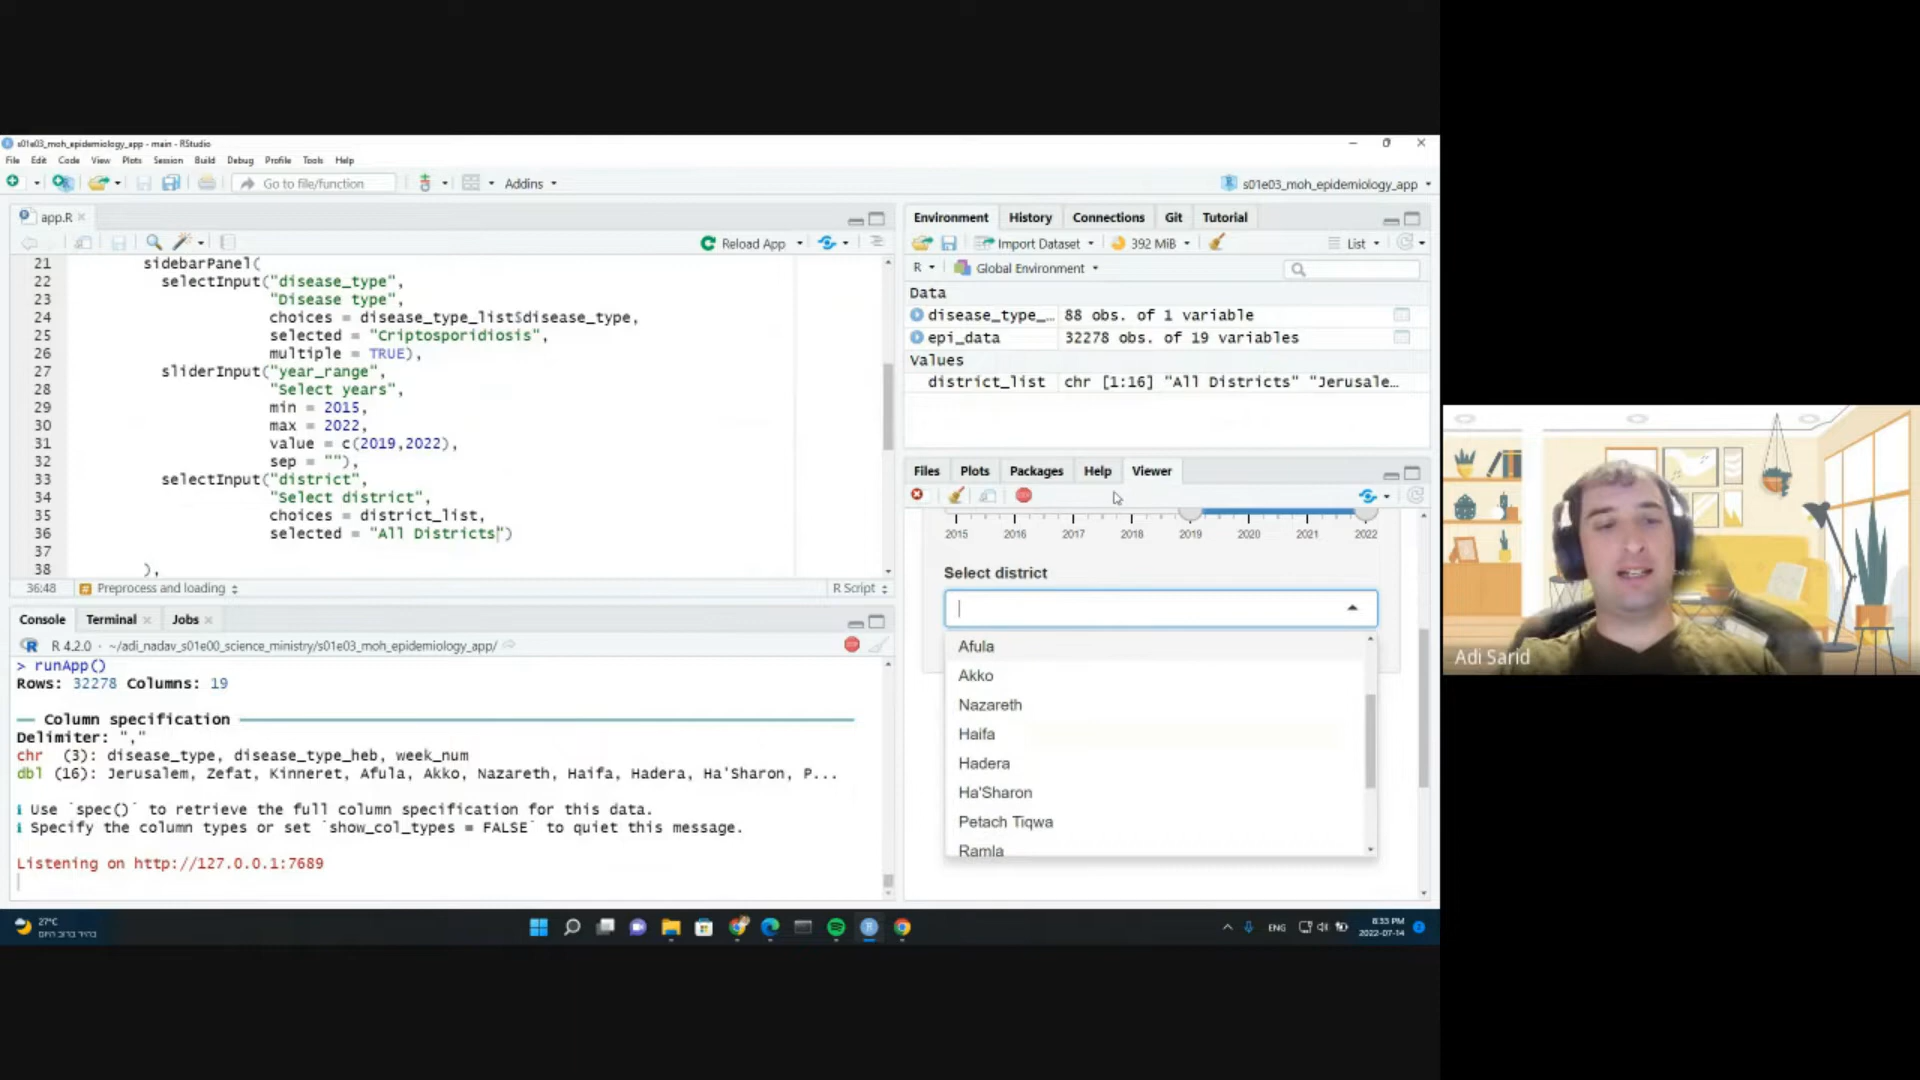 s01e03_moh_epidemiology_app - main - RStudio
File Edit Code View Plots Session Build Debug Profile Tools Help
Go to file/function Addins s01e03_moh_epidemiology_app
app.R
Reload App
21 sidebarPanel(
22 selectInput("disease_type",
23 "Disease type",
24 choices = disease_type_list$disease_type,
25 selected = "Criptosporidiosis",
26 multiple = TRUE),
27 sliderInput("year_range",
28 "Select years",
29 min = 2015,
30 max = 2022,
31 value = c(2019,2022),
32 sep = ""),
33 selectInput("district",
34 "Select district",
35 choices = district_list,
36 selected = "All Districts")
37
38 ),
36:48 Preprocess and loading R Script
Console Terminal Jobs
R 4.2.0 · ~/adi_nadav_s01e00_science_ministry/s01e03_moh_epidemiology_app/
> runApp()
Rows: 32278 Columns: 19
Column specification
Delimiter: ","
chr (3): disease_type, disease_type_heb, week_num
dbl (16): Jerusalem, Zefat, Kinneret, Afula, Akko, Nazareth, Haifa, Hadera, Ha'Sharon, P...
i Use `spec()` to retrieve the full column specification for this data.
i Specify the column types or set `show_col_types = FALSE` to quiet this message.
Listening on http://127.0.0.1:7689
Environment History Connections Git Tutorial
Import Dataset 392 MiB List
R Global Environment
Data
disease_type_… 88 obs. of 1 variable
epi_data 32278 obs. of 19 variables
Values
district_list chr [1:16] "All Districts" "Jerusale…
Files Plots Packages Help Viewer
2015 2016 2017 2018 2019 2020 2021 2022
Select district
Afula
Akko
Nazareth
Haifa
Hadera
Ha'Sharon
Petach Tiqwa
Ramla
Adi Sarid
27°C
ENG
8:33 PM
2022-07-14